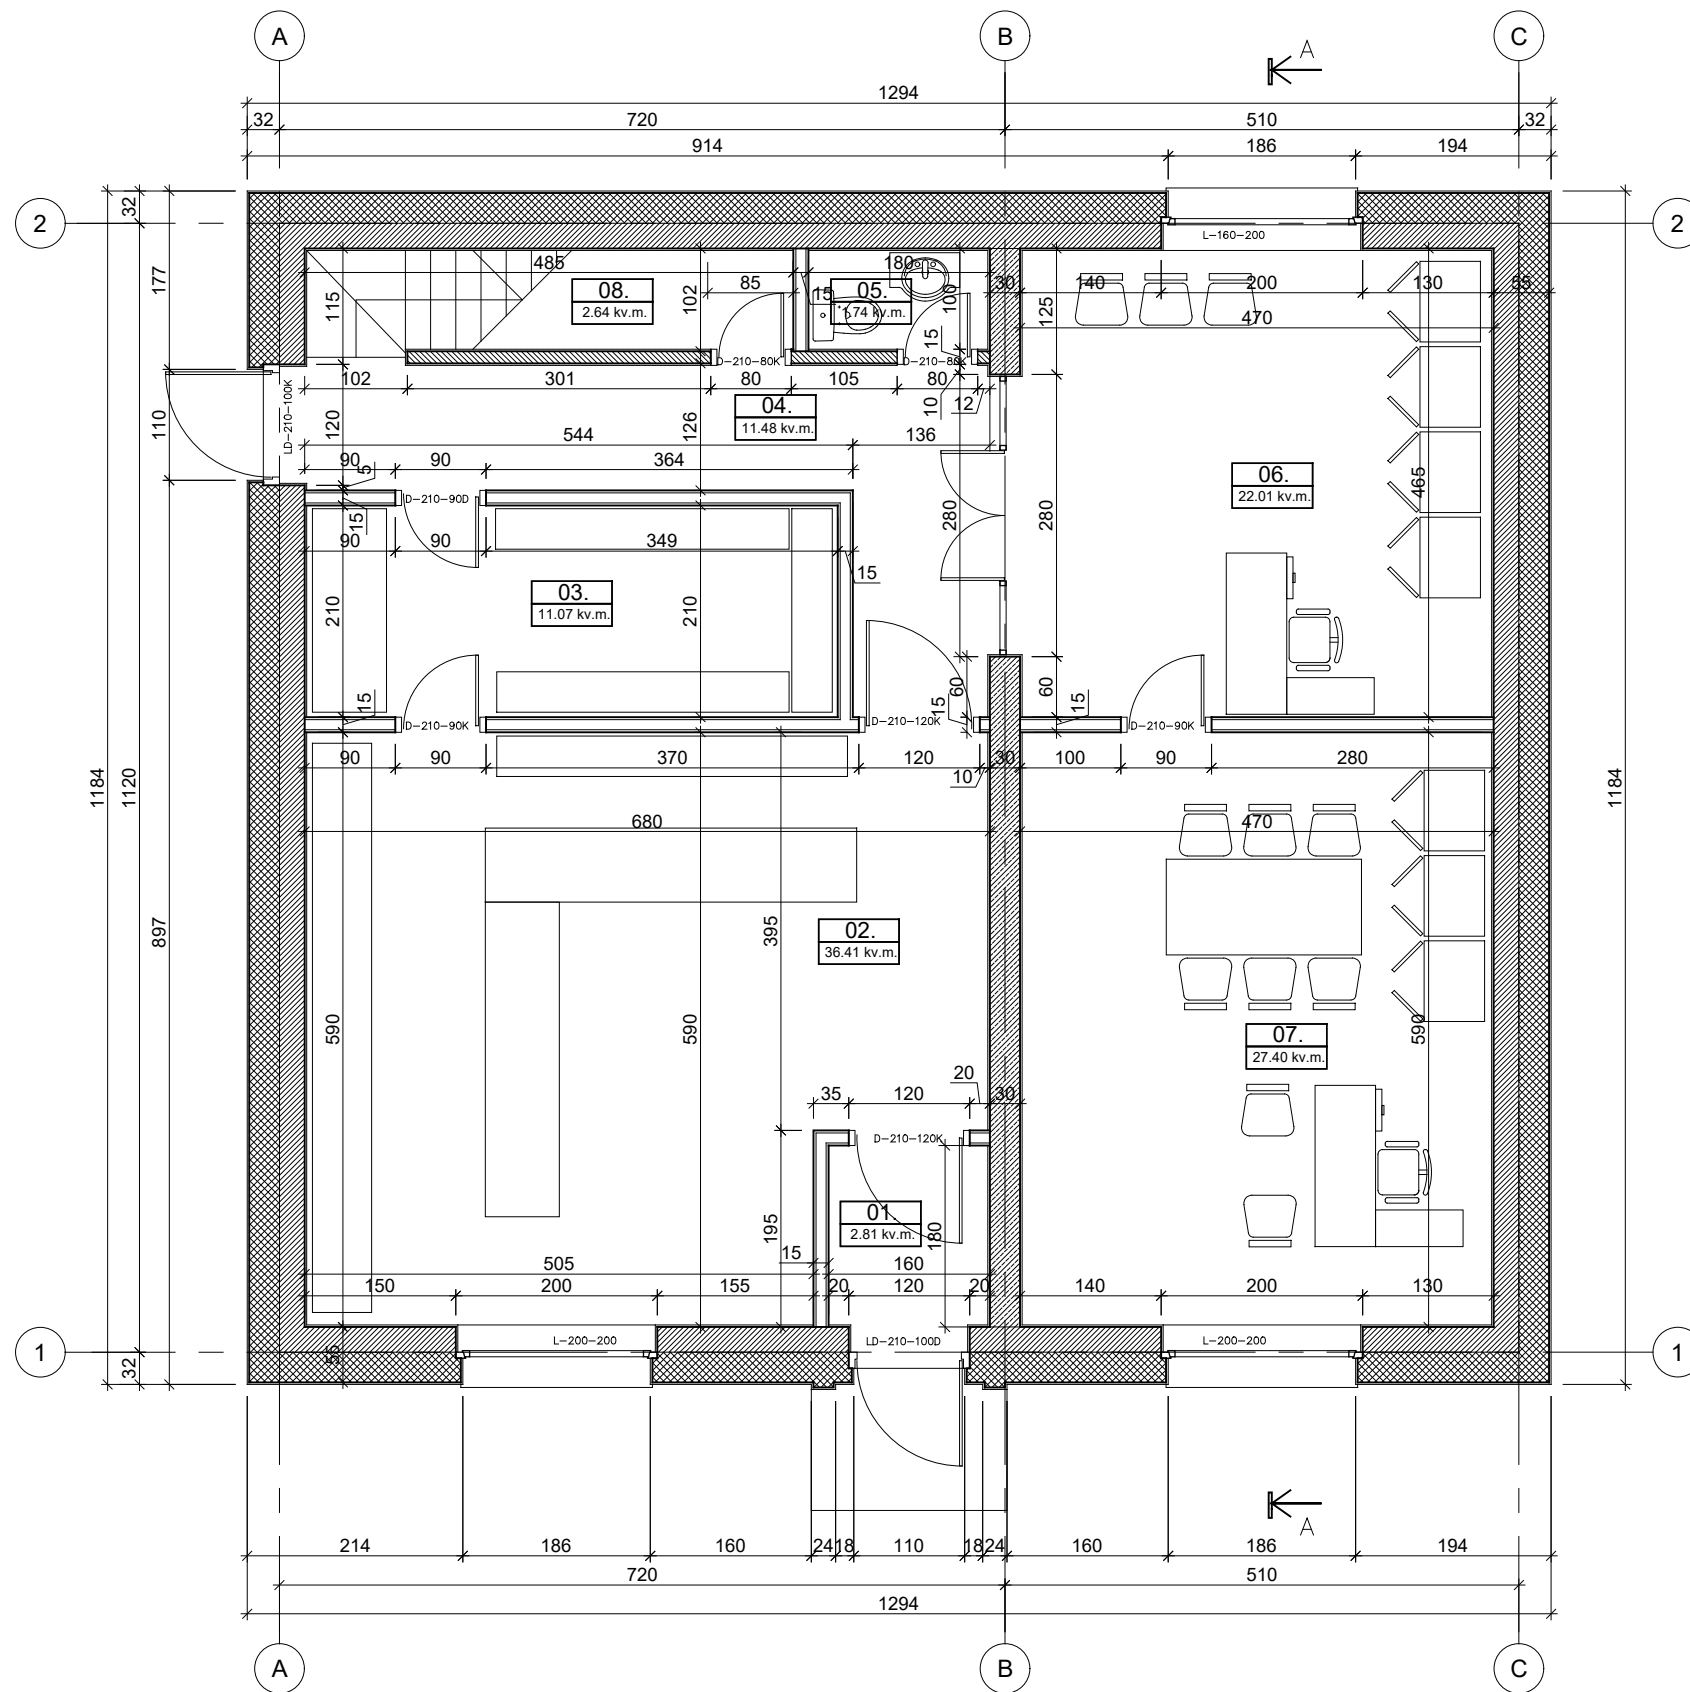 A B C
A
1294
32 720 510 32
914 186 194
2 2
32
L-160-200
485 180
08. 05.
2.64 kv.m. 1.74 kv.m.
85 15 30 140 200 130 55
177 115 102 100 125
470
15
D-210-80K D-210-80K
102 301 80 105 80
10 12
04.
11.48 kv.m.
110 LD-210-100K 120 126
544 136
90 90 364
5
D-210-90D
15
06.
22.01 kv.m.
465
280 280
90 90 349
15
03.
11.07 kv.m.
210 210
60 60
15 15 15
D-210-90K D-210-120K D-210-90K
90 90 370 120 30 100 90 280
10
1184 1120 1184
680 470
897 395
02.
36.41 kv.m.
590 590 590
07.
27.40 kv.m.
20
35 120 30
D-210-120K
01.
2.81 kv.m.
195 180
15
505 160
150 200 155 20 120 20 140 200 130
L-200-200 LD-210-100D L-200-200
1 1
32 55
A
214 186 160 24 18 110 18 24 160 186 194
720 510
1294
A B C